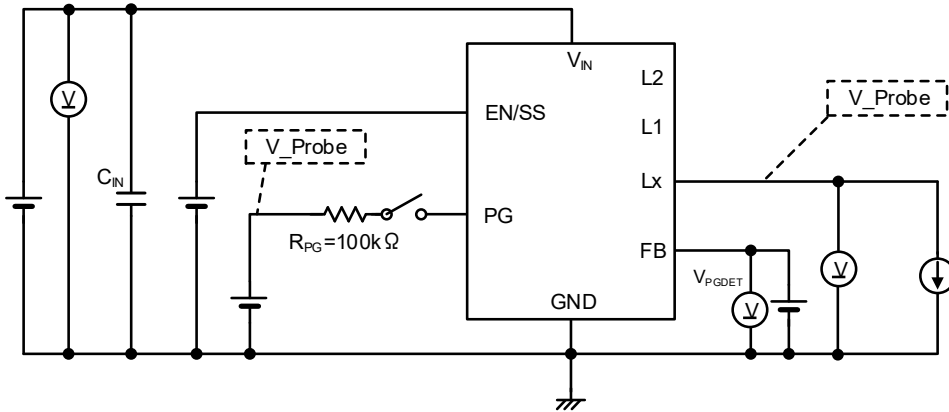 V_IN
L2
V
EN/SS
V_Probe
V_Probe
L1
C_IN
Lx
PG
R_PG=100kΩ
FB
V_PGDET
V
V
GND